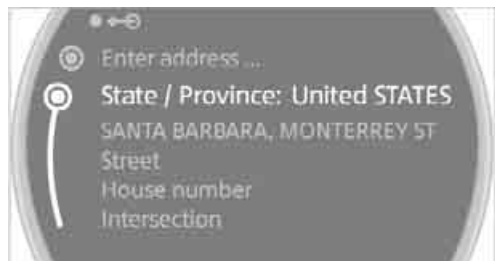 Enter address ...
State / Province: United STATES
SANTA BARBARA, MONTERREY ST
Street
House number
Intersection